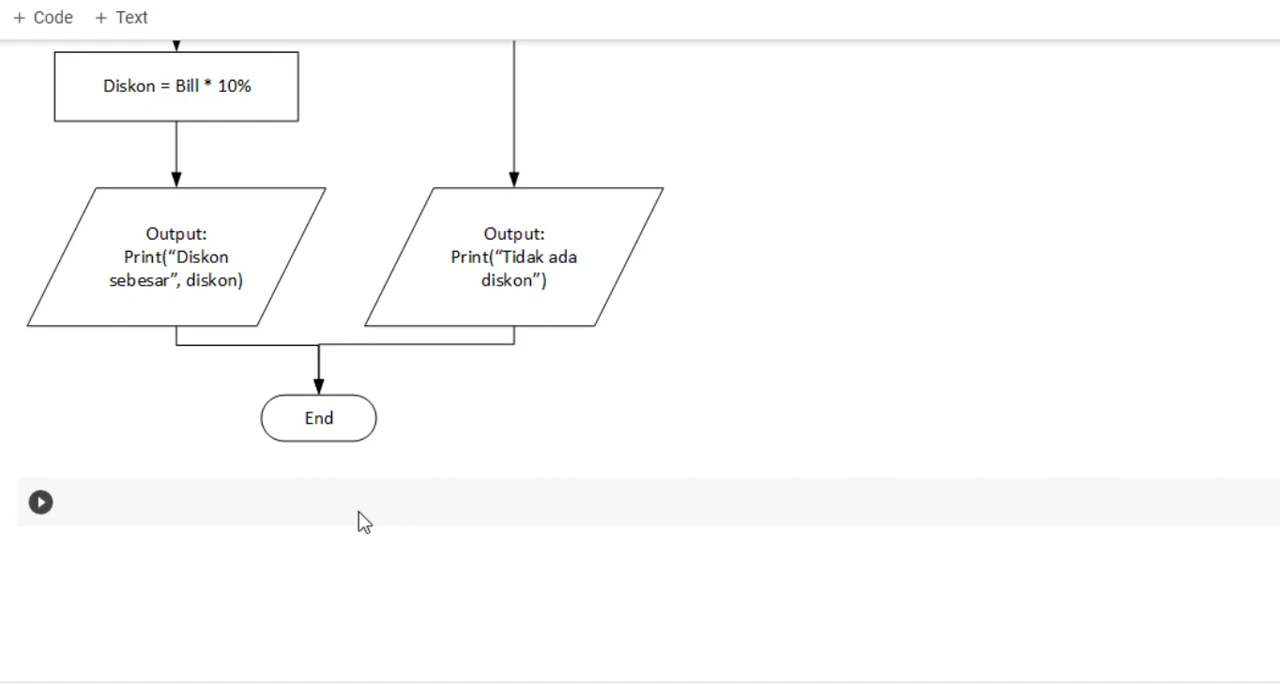 + Code + Text
Diskon = Bill * 10%
Output:
Print(“Diskon
sebesar”, diskon)
Output:
Print(“Tidak ada
diskon”)
End